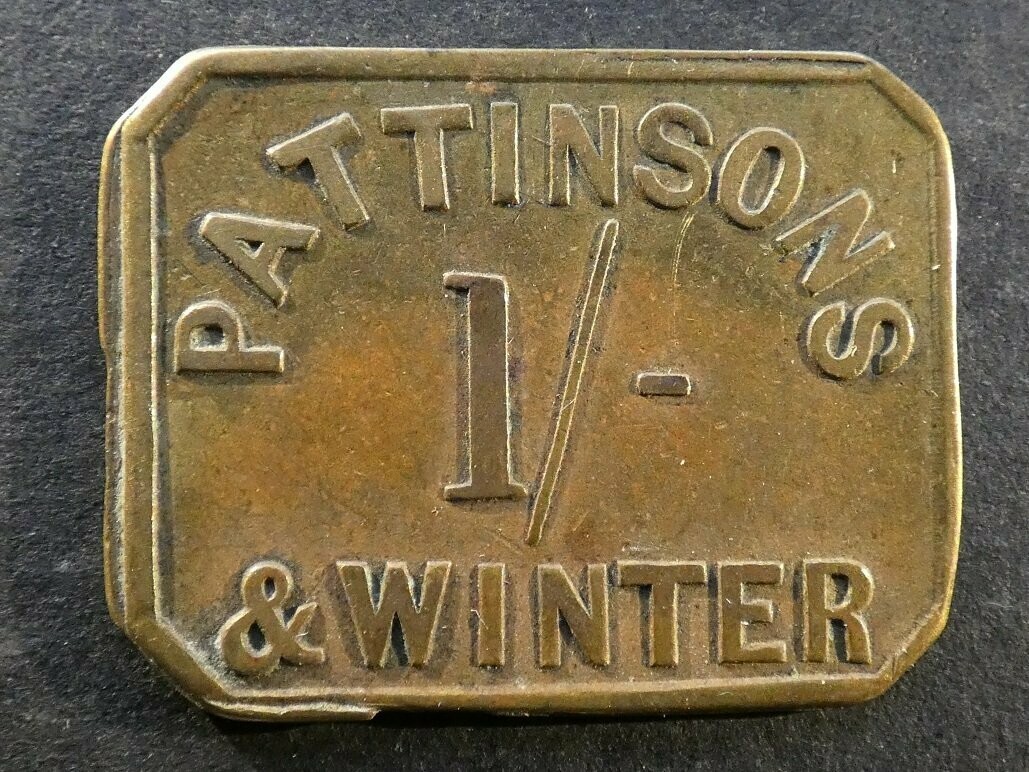 PATTINSONS
1/-
& WINTER